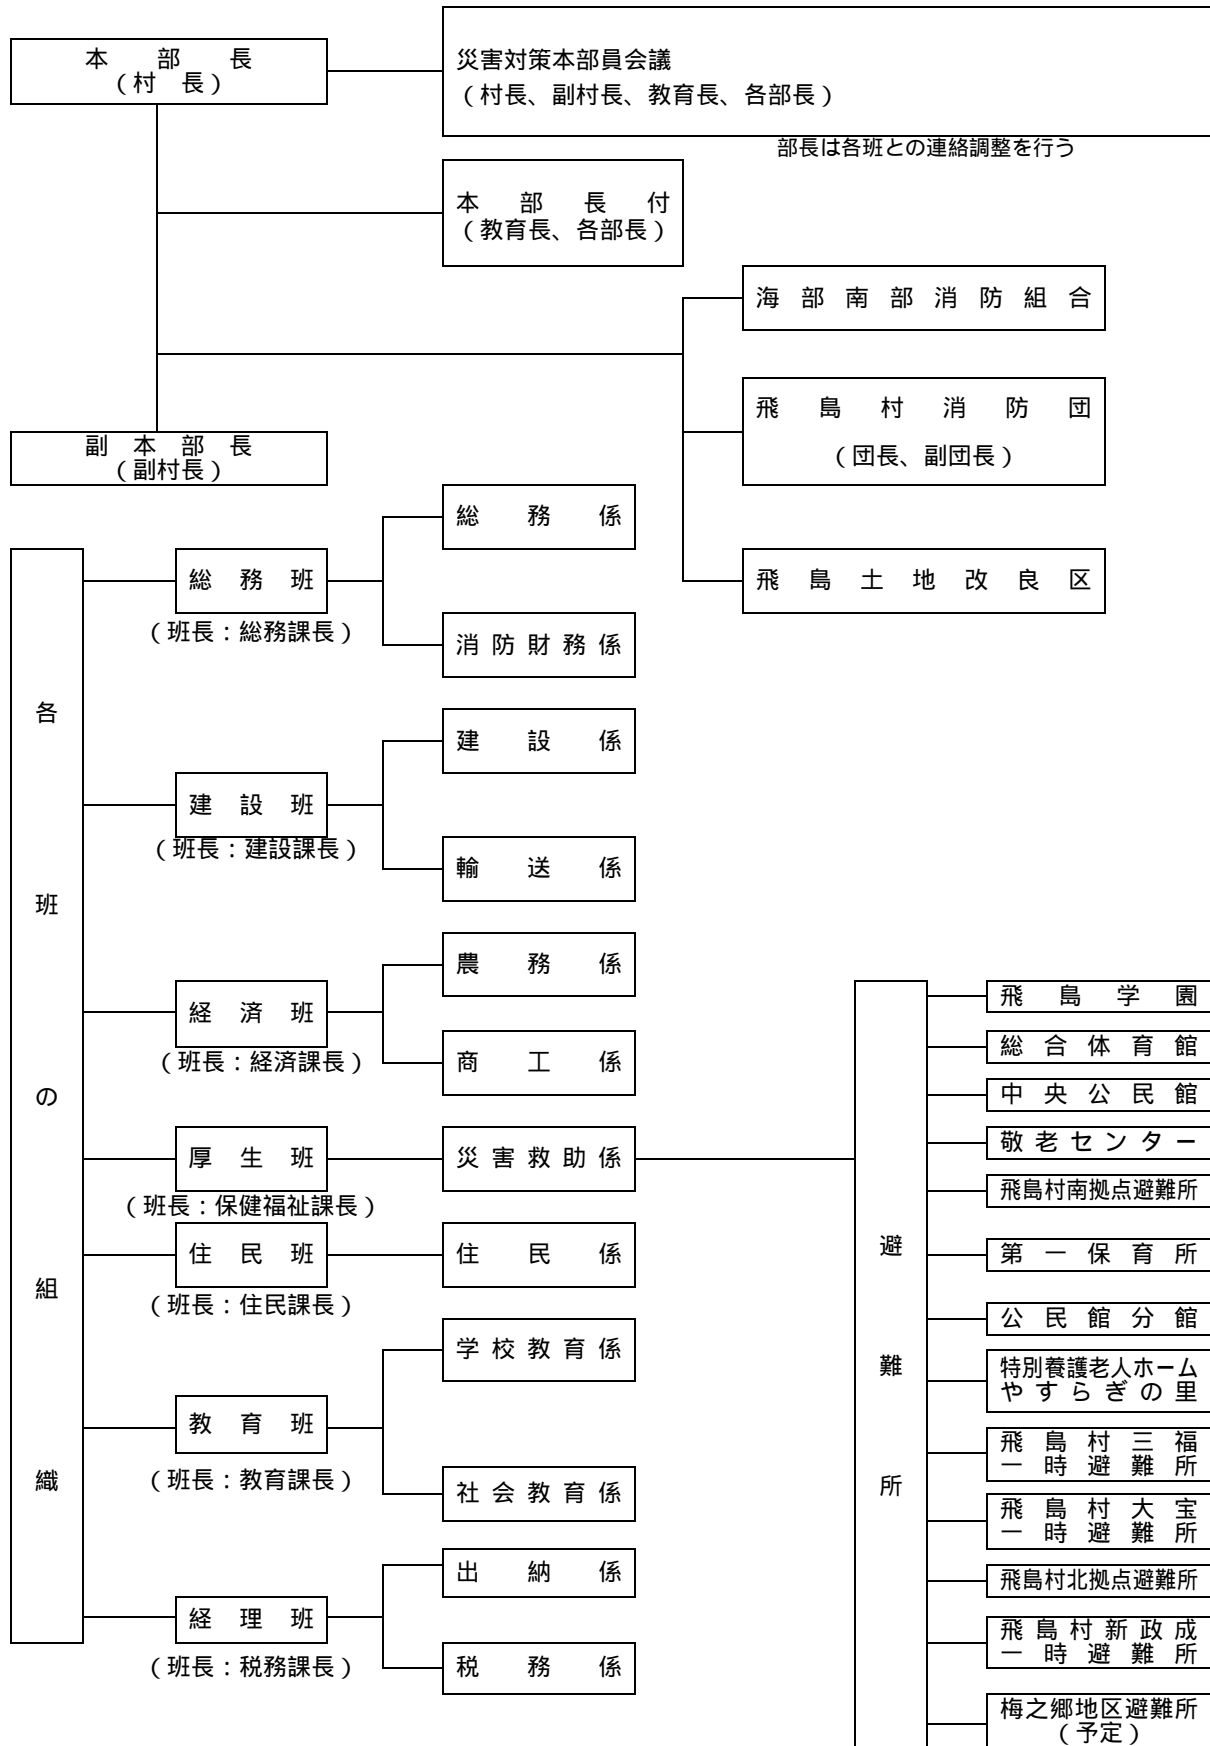 本部長
(村長)
災害対策本部員会議
(村長、副村長、教育長、各部長)
部長は各班との連絡調整を行う
本部長付
(教育長、各部長)
海部南部消防組合
飛島村消防団
(団長、副団長)
飛島土地改良区
副本部長
(副村長)
各班の組織
総務班
(班長:総務課長)
総務係
消防財務係
建設班
(班長:建設課長)
建設係
輸送係
経済班
(班長:経済課長)
農務係
商工係
厚生班
(班長:保健福祉課長)
災害救助係
住民班
(班長:住民課長)
住民係
教育班
(班長:教育課長)
学校教育係
社会教育係
経理班
(班長:税務課長)
出納係
税務係
避難所
飛島学園
総合体育館
中央公民館
敬老センター
飛島村南拠点避難所
第一保育所
公民館分館
特別養護老人ホーム
やすらぎの里
飛島村三福
一時避難所
飛島村大宝
一時避難所
飛島村北拠点避難所
飛島村新政成
一時避難所
梅之郷地区避難所
(予定)